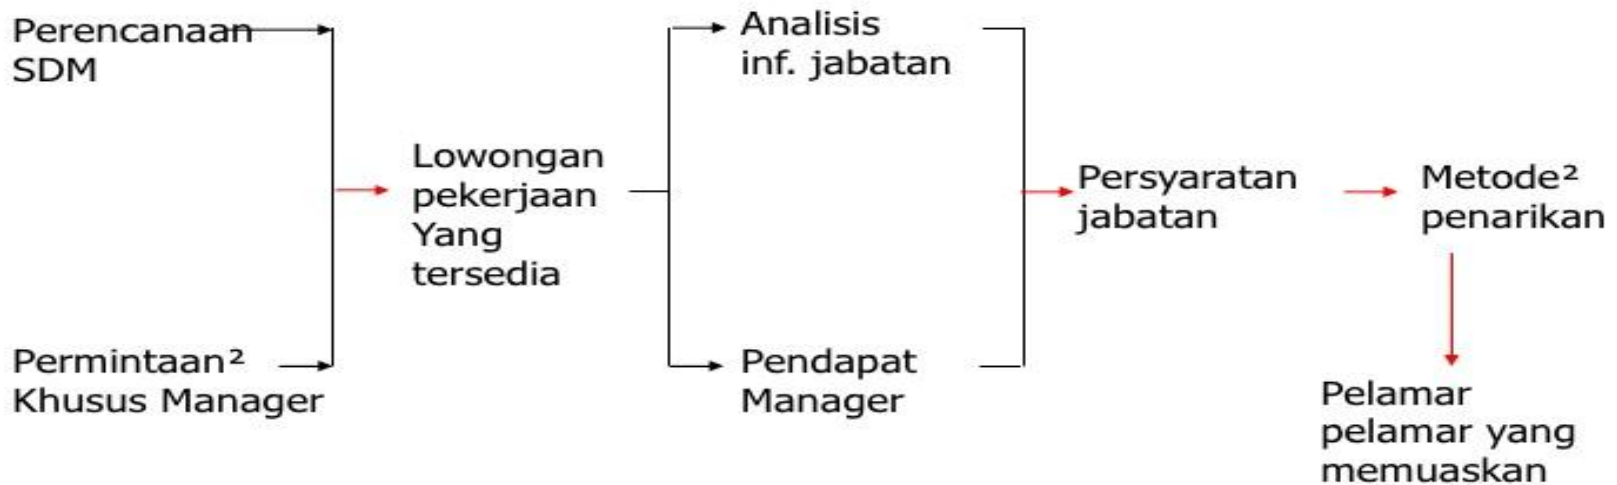 Perencanaan
SDM
Permintaan²
Khusus Manager
Lowongan
pekerjaan
Yang
tersedia
Analisis
inf. jabatan
Pendapat
Manager
Persyaratan
jabatan
Metode²
penarikan
Pelamar
pelamar yang
memuaskan